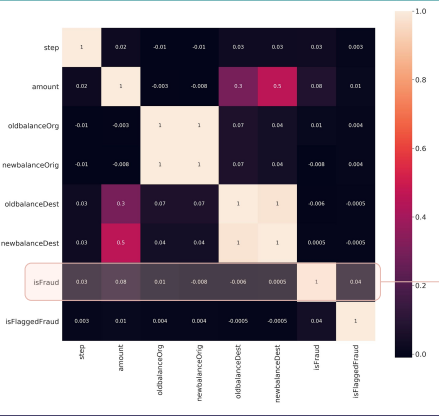 1.0
step 1 0.02 -0.01 -0.01 0.03 0.03 0.03 0.003
0.8
amount 0.02 1 -0.003 -0.008 0.3 0.5 0.08 0.01
oldbalanceOrg -0.01 -0.003 1 1 0.07 0.04 0.01 0.004
0.6
newbalanceOrig -0.01 -0.008 1 1 0.07 0.04 -0.008 0.004
oldbalanceDest 0.03 0.3 0.07 0.07 1 1 -0.006 -0.0005
0.4
newbalanceDest 0.03 0.5 0.04 0.04 1 1 0.0005 -0.0005
isFraud 0.03 0.08 0.01 -0.008 -0.006 0.0005 1 0.04
0.2
isFlaggedFraud 0.003 0.01 0.004 0.004 -0.0005 -0.0005 0.04 1
0.0
step
amount
oldbalanceOrg
newbalanceOrig
oldbalanceDest
newbalanceDest
isFraud
isFlaggedFraud